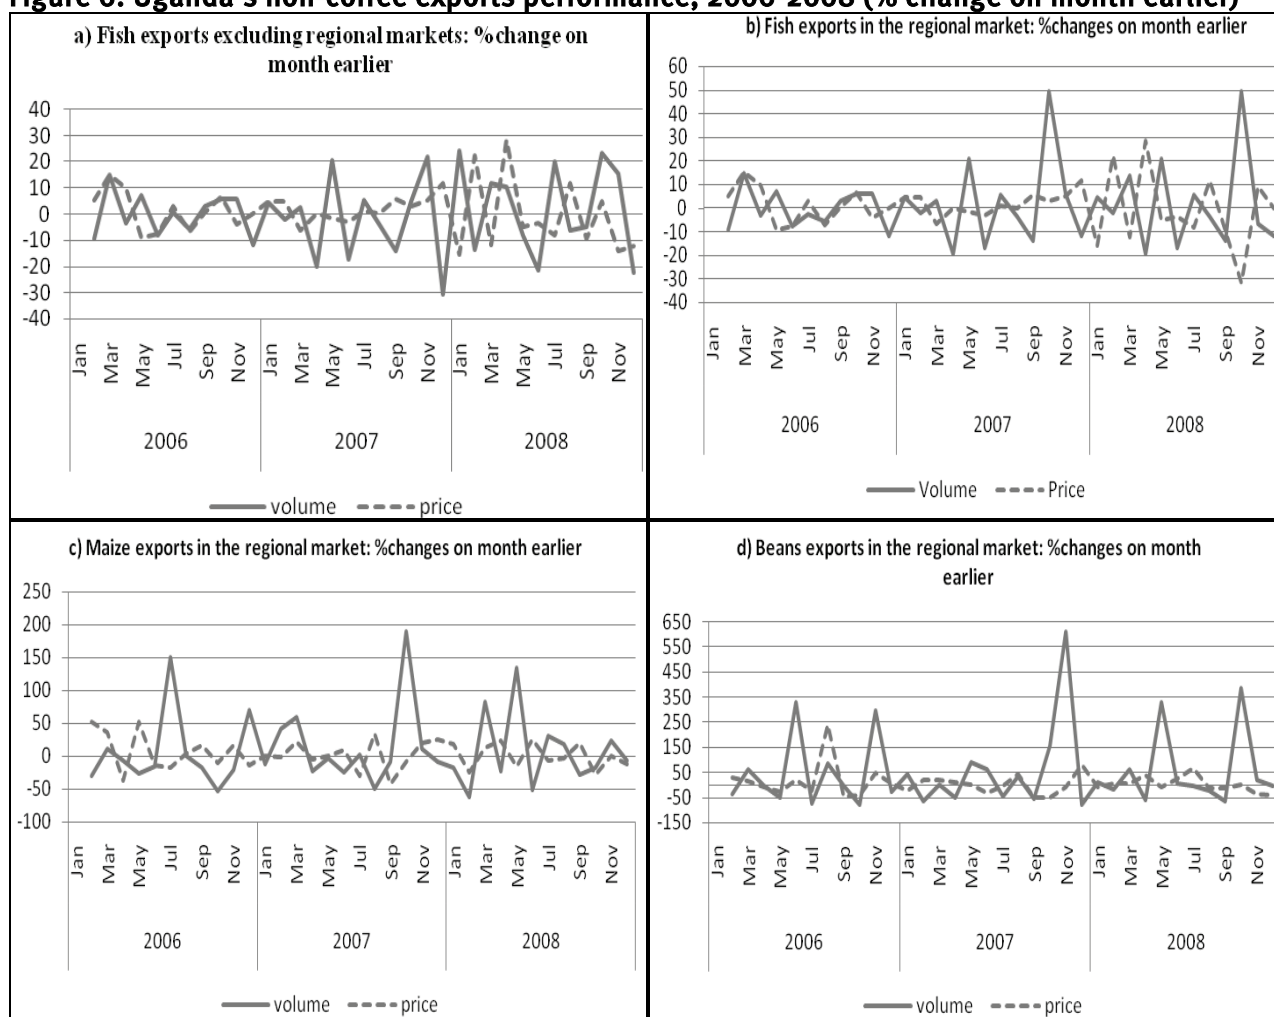 Figure 6: Uganda's non-coffee exports performance, 2006-2008 (% change on month earlier)
a) Fish exports excluding regional markets: %change on
month earlier
40
30
20
10
0
-10
-20
-30
-40
Jan Mar May Jul Sep Nov Jan Mar May Jul Sep Nov Jan Mar May Jul Sep Nov
2006 2007 2008
volume price
b) Fish exports in the regional market: %changes on month earlier
60
50
40
30
20
10
0
-10
-20
-30
-40
Jan Mar May Jul Sep Nov Jan Mar May Jul Sep Nov Jan Mar May Jul Sep Nov
2006 2007 2008
Volume Price
c) Maize exports in the regional market: %changes on month earlier
250
200
150
100
50
0
-50
-100
Jan Mar May Jul Sep Nov Jan Mar May Jul Sep Nov Jan Mar May Jul Sep Nov
2006 2007 2008
volume price
d) Beans exports in the regional market: %changes on month
earlier
650
550
450
350
250
150
50
-50
-150
Jan Mar May Jul Sep Nov Jan Mar May Jul Sep Nov Jan Mar May Jul Sep Nov
2006 2007 2008
volume price